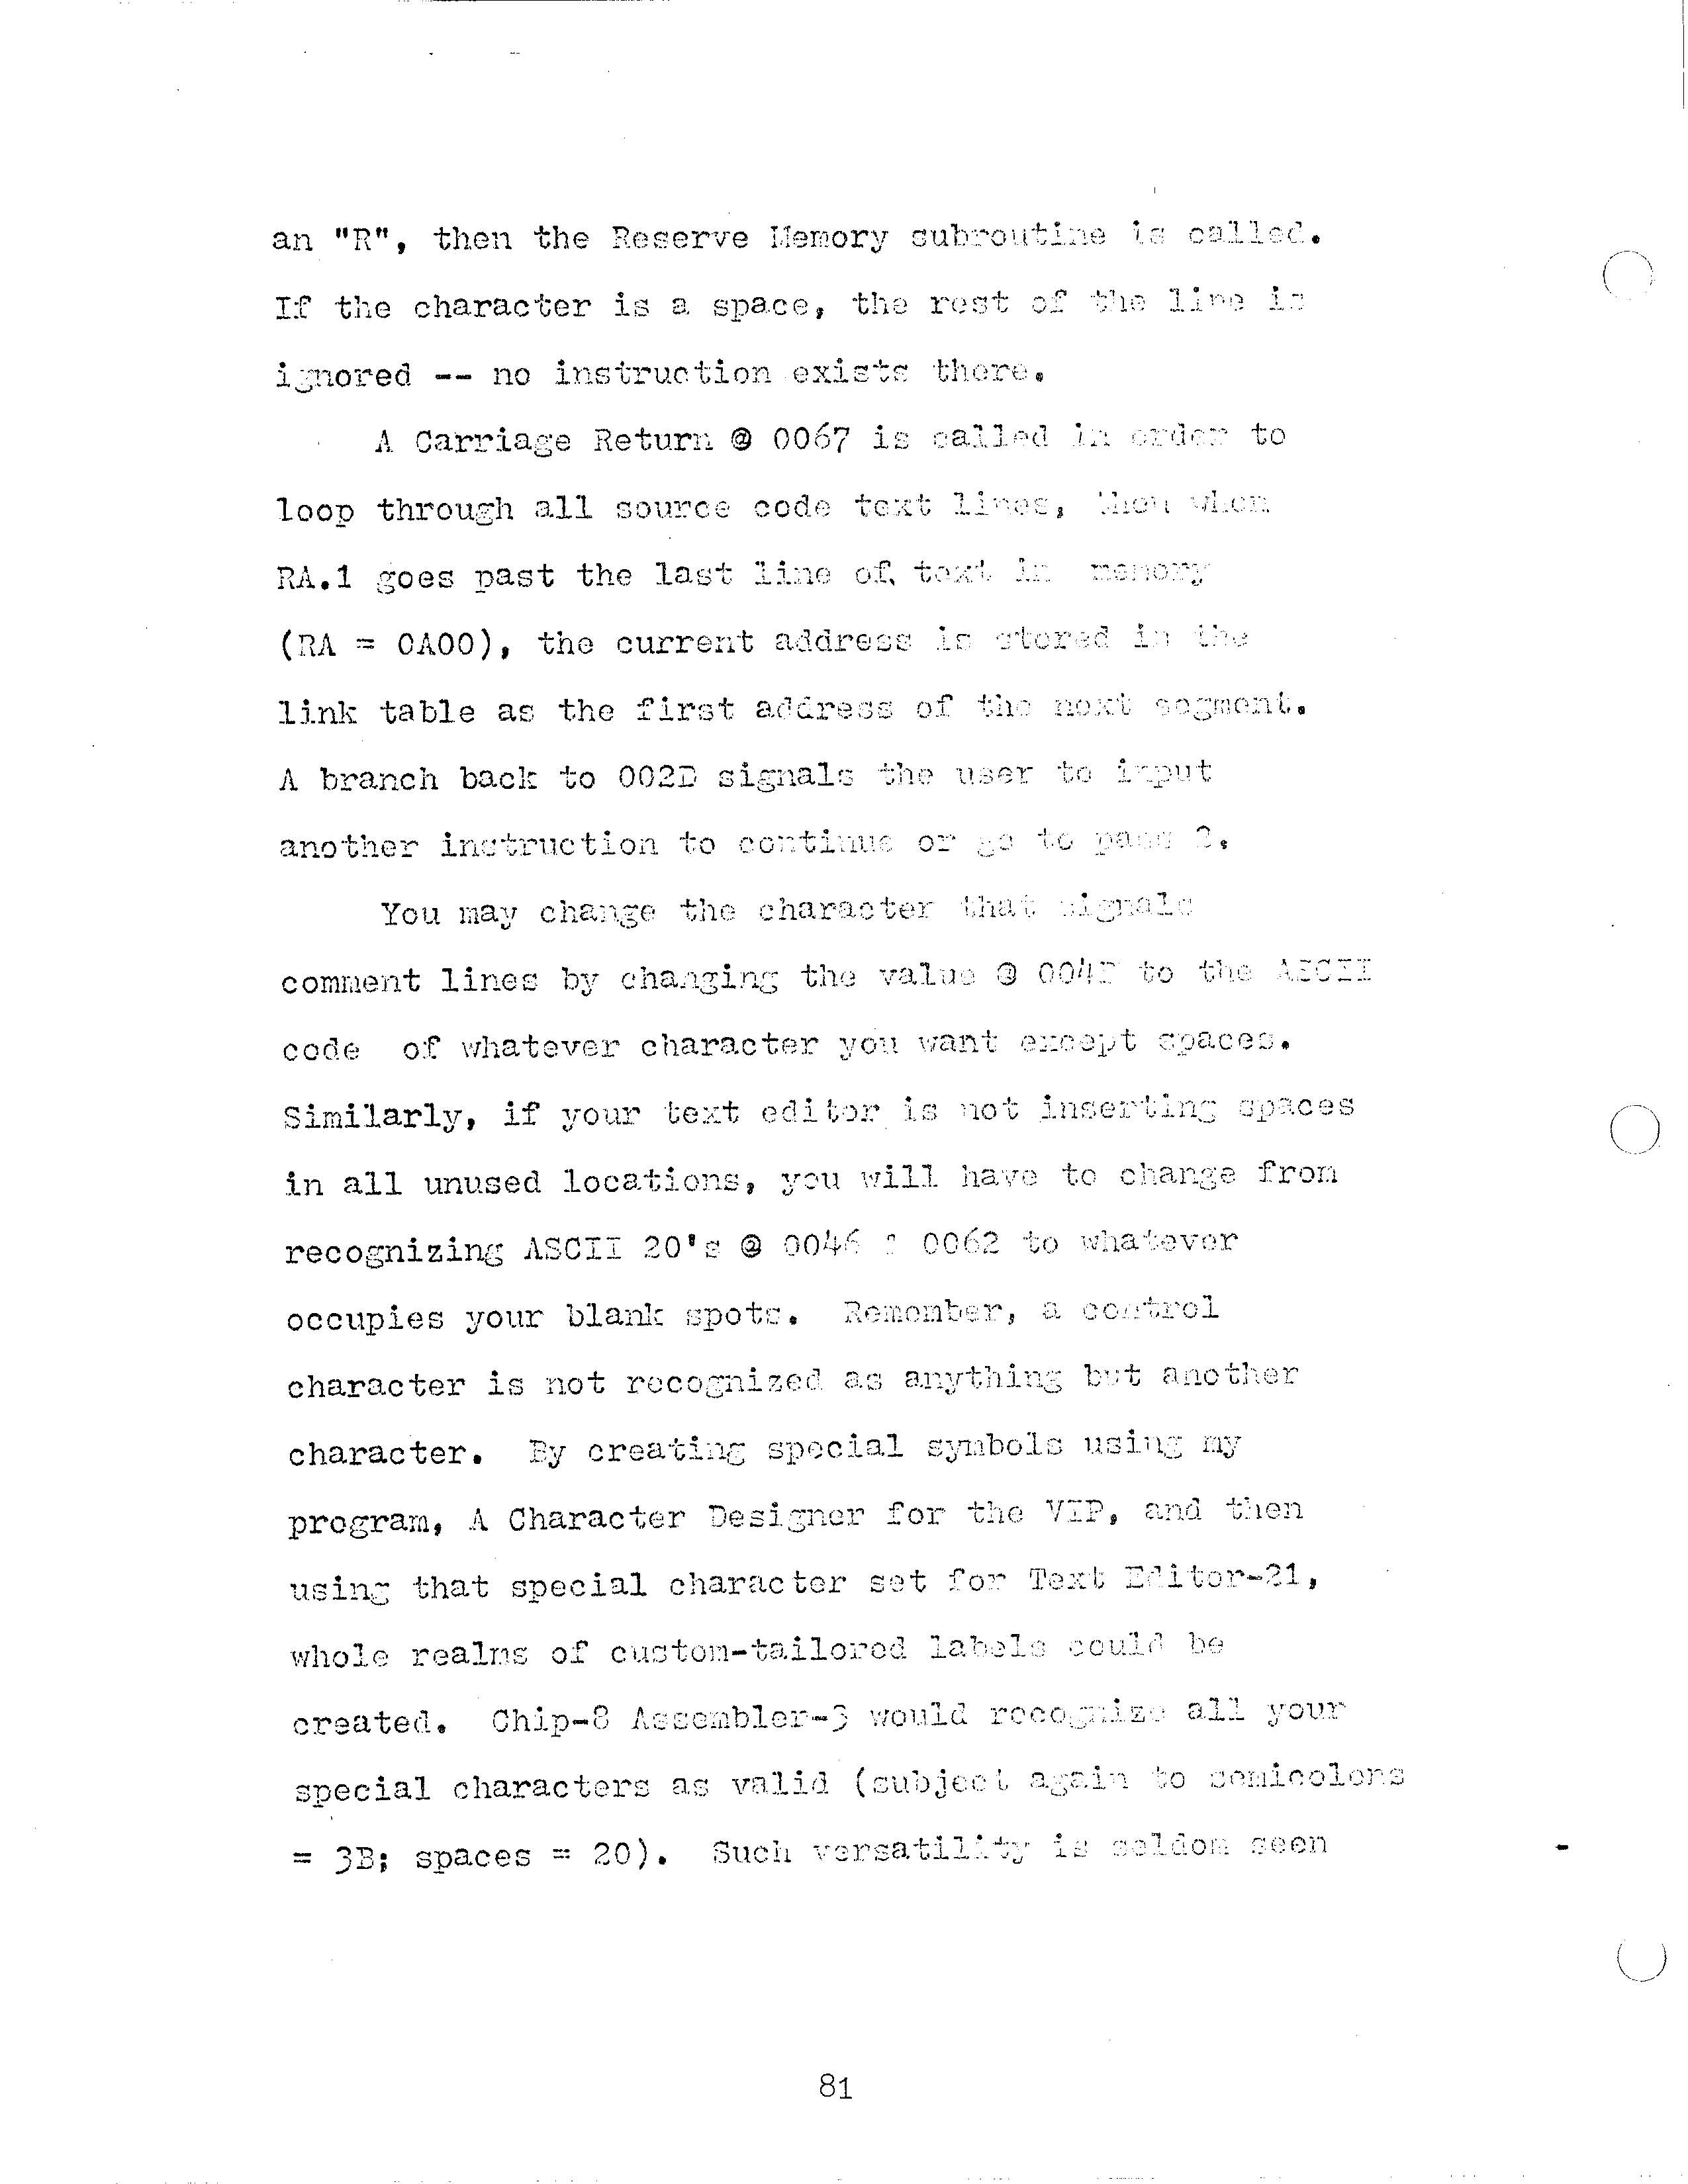 an "R", then the Reserve Memory subroutine is called.
If the character is a space, the rest of the line is
ignored -- no instruction exists there.
A Carriage Return @ 0067 is called in order to
loop through all source code text lines, then when
RA.1 goes past the last line of text in memory
(RA = 0A00), the current address is stored in the
link table as the first address of the next segment.
A branch back to 002D signals the user to input
another instruction to continue or go to pass 2.
You may change the character that signals
comment lines by changing the value @ to the ASCII
code of whatever character you want except spaces.
Similarly, if your text editor is not inserting spaces
in all unused locations, you will have to change from
recognizing ASCII 20's @ 0046 0062 to whatever
occupies your blank spots. Remember, a control
character is not recognized as anything but another
character. By creating special symbols using my
program, A Character Designer for the VIP, and then
using that special character set for Text Editor-21,
whole realms of custom-tailored labels could be
created. Chip-8 Assembler-3 would recognize all your
special characters as valid (subject again to semicolons
= 3B; spaces = 20). Such versatility is seldom seen
81